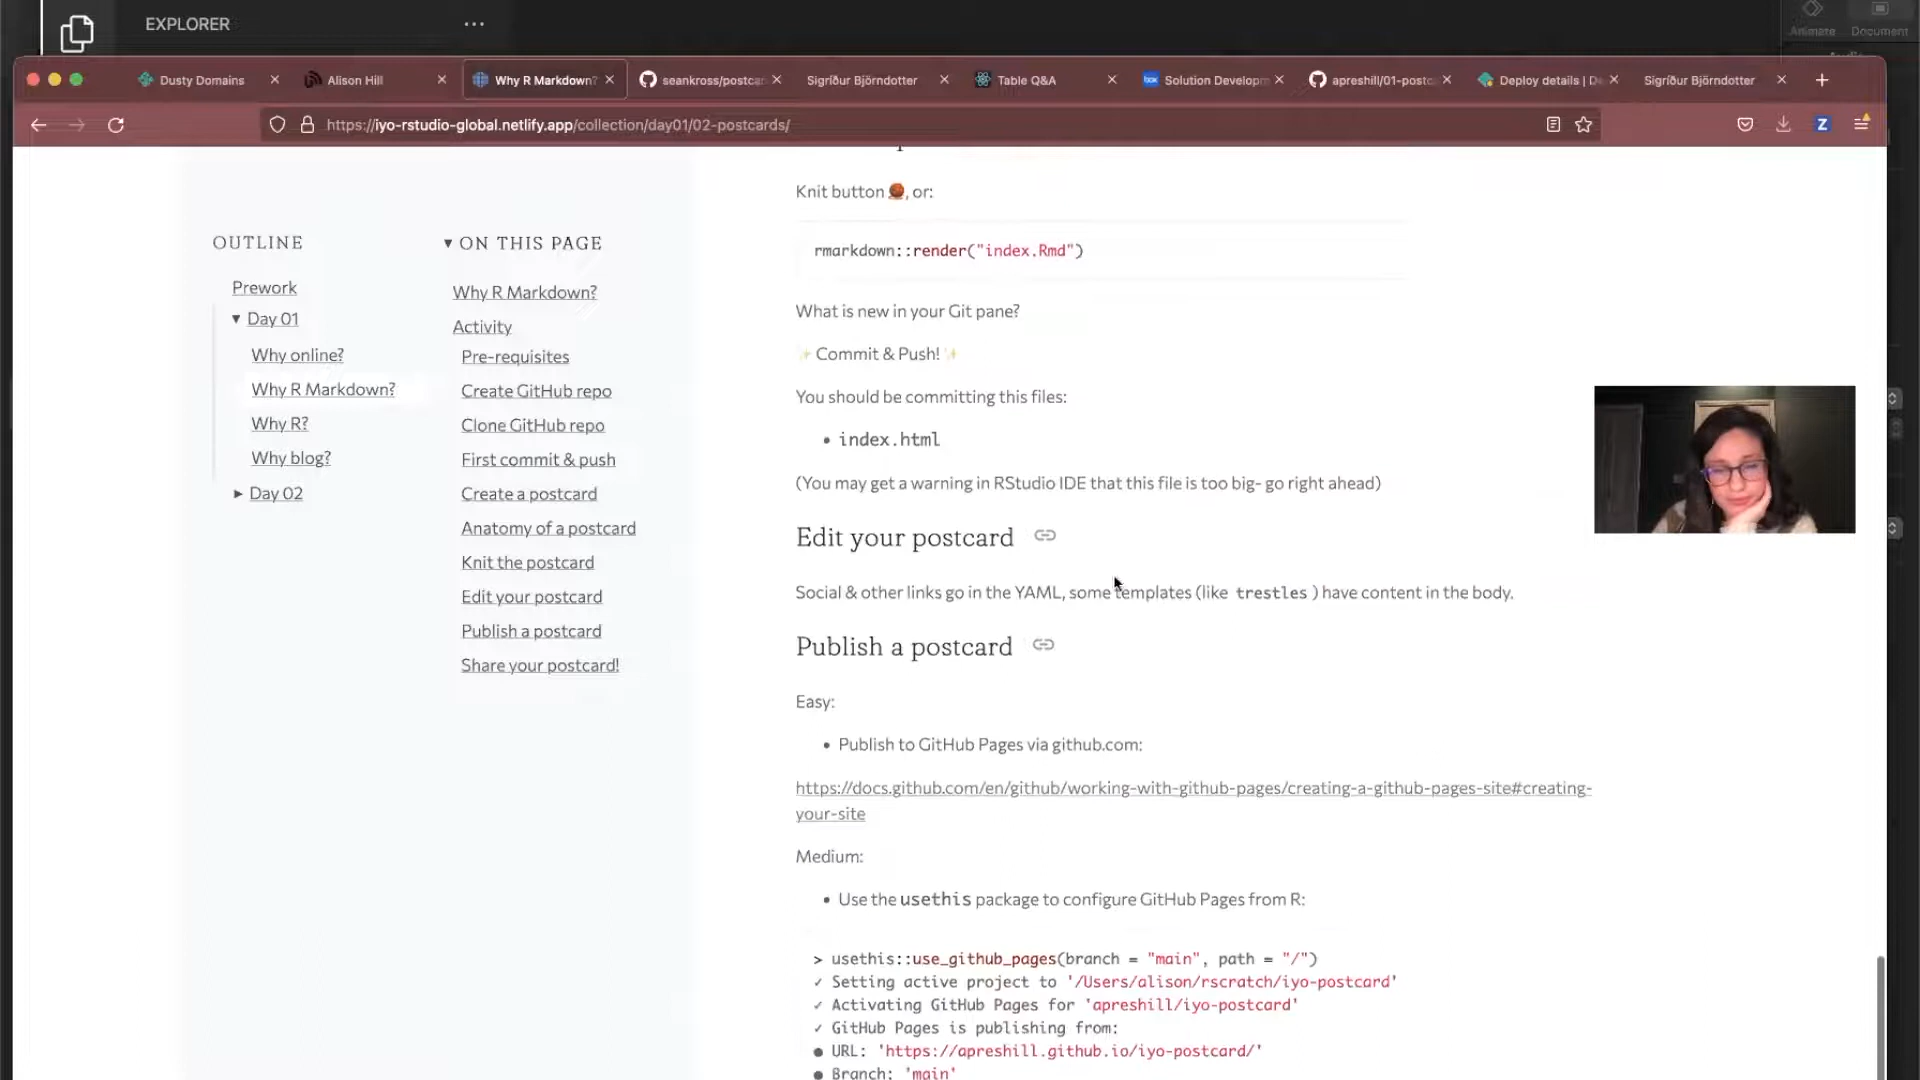 EXPLORER
Animate
Document
Dusty Domains
Alison Hill
Why R Markdown?
seankross/postcar
Sigríður Björndotter
Table Q&A
box
Solution Developm
apreshill/01-postc
Deploy details | D
Sigríður Björndotter
https://iyo-rstudio-global.netlify.app/collection/day01/02-postcards/
Z
OUTLINE
Prework
Day 01
Why online?
Why R Markdown?
Why R?
Why blog?
Day 02
ON THIS PAGE
Why R Markdown?
Activity
Pre-requisites
Create GitHub repo
Clone GitHub repo
First commit & push
Create a postcard
Anatomy of a postcard
Knit the postcard
Edit your postcard
Publish a postcard
Share your postcard!
Knit button 🧶, or:
rmarkdown::render("index.Rmd")
What is new in your Git pane?
✨ Commit & Push! ✨
You should be committing this files:
• index.html
(You may get a warning in RStudio IDE that this file is too big- go right ahead)
Edit your postcard
Social & other links go in the YAML, some templates (like trestles ) have content in the body.
Publish a postcard
Easy:
• Publish to GitHub Pages via github.com:
https://docs.github.com/en/github/working-with-github-pages/creating-a-github-pages-site#creating-
your-site
Medium:
• Use the usethis package to configure GitHub Pages from R:
> usethis::use_github_pages(branch = "main", path = "/")
✓ Setting active project to '/Users/alison/rscratch/iyo-postcard'
✓ Activating GitHub Pages for 'apreshill/iyo-postcard'
✓ GitHub Pages is publishing from:
● URL: 'https://apreshill.github.io/iyo-postcard/'
● Branch: 'main'